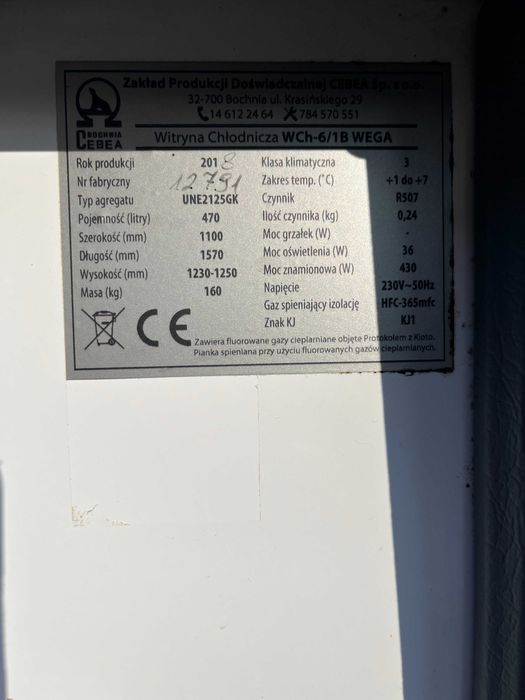 Zakład Produkcji Doświadczalnej CEBEA Sp. z o.o.
32-700 Bochnia ul. Krasińskiego 29
14 612 24 64 784 570 551
BOCHNIA
CEBEA
Witryna Chłodnicza WCh-6/1B WEGA
Rok produkcji 2018
Nr fabryczny 12791
Typ agregatu UNE2125GK
Pojemność (litry) 470
Szerokość (mm) 1100
Długość (mm) 1570
Wysokość (mm) 1230-1250
Masa (kg) 160
Klasa klimatyczna 3
Zakres temp. (°C) +1 do +7
Czynnik R507
Ilość czynnika (kg) 0,24
Moc grzałek (W) -
Moc oświetlenia (W) 36
Moc znamionowa (W) 430
Napięcie 230V~50Hz
Gaz spieniający izolację HFC-365mfc
Znak KJ KJ1
CE
Zawiera fluorowane gazy cieplarniane objęte Protokołem z Kioto.
Pianka spieniana przy użyciu fluorowanych gazów cieplarnianych.